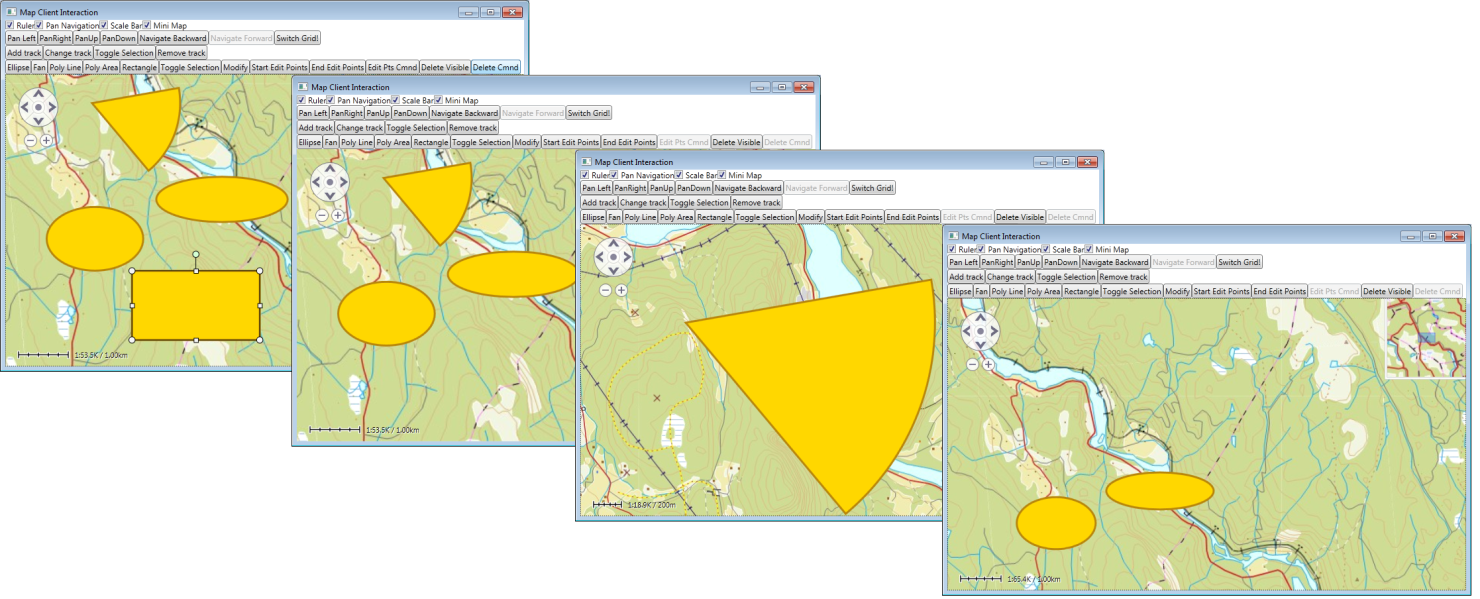 Map Client Interaction
Ruler Pan Navigation Scale Bar Mini Map
Pan Left PanRight PanUp PanDown Navigate Backward Navigate Forward Switch Grid!
Add track Change track Toggle Selection Remove track
Ellipse Fan Poly Line Poly Area Rectangle Toggle Selection Modify Start Edit Points End Edit Points Edit Pts Cmnd Delete Visible Delete Cmnd
1:53.5K / 1.00km
Map Client Interaction
Ruler Pan Navigation Scale Bar Mini Map
Pan Left PanRight PanUp PanDown Navigate Backward Navigate Forward Switch Grid!
Add track Change track Toggle Selection Remove track
Ellipse Fan Poly Line Poly Area Rectangle Toggle Selection Modify Start Edit Points End Edit Points Edit Pts Cmnd Delete Visible Delete Cmnd
1:53.5K / 1.00km
Map Client Interaction
Ruler Pan Navigation Scale Bar Mini Map
Pan Left PanRight PanUp PanDown Navigate Backward Navigate Forward Switch Grid!
Add track Change track Toggle Selection Remove track
Ellipse Fan Poly Line Poly Area Rectangle Toggle Selection Modify Start Edit Points End Edit Points Edit Pts Cmnd Delete Visible Delete Cmnd
1:18.9K / 200m
Map Client Interaction
Ruler Pan Navigation Scale Bar Mini Map
Pan Left PanRight PanUp PanDown Navigate Backward Navigate Forward Switch Grid!
Add track Change track Toggle Selection Remove track
Ellipse Fan Poly Line Poly Area Rectangle Toggle Selection Modify Start Edit Points End Edit Points Edit Pts Cmnd Delete Visible Delete Cmnd
1:65.4K / 1.00km